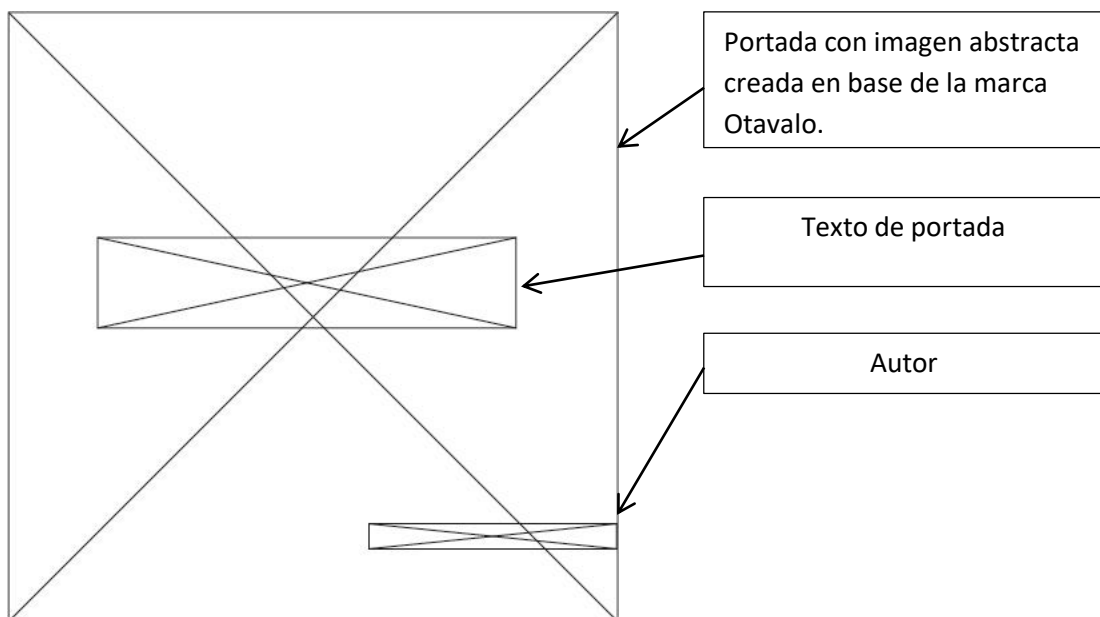 Portada con imagen abstracta
creada en base de la marca
Otavalo.
Texto de portada
Autor